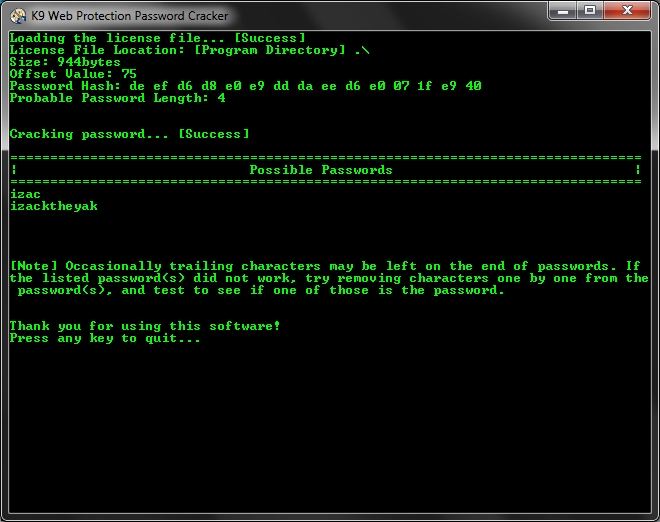 K9 Web Protection Password Cracker
Loading the license file... [Success]
License File Location: [Program Directory] .\
Size: 944bytes
Offset Value: 75
Password Hash: de ef d6 d8 e0 e9 dd da ee d6 e0 07 1f e9 40
Probable Password Length: 4
Cracking password... [Success]
===============================================================================
¦                             Possible Passwords                              ¦
===============================================================================
izac
izacktheyak
[Note] Occasionally trailing characters may be left on the end of passwords. If
the listed password(s) did not work, try removing characters one by one from the
 password(s), and test to see if one of those is the password.
Thank you for using this software!
Press any key to quit...